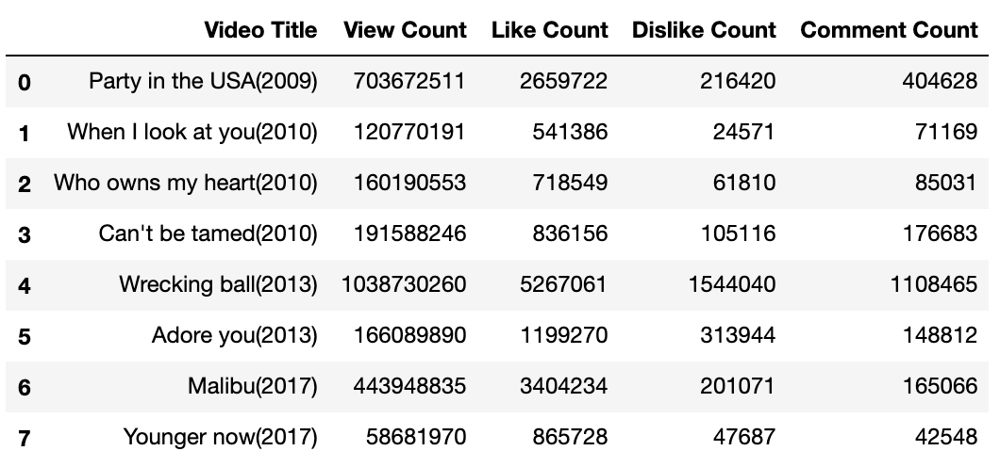 Video Title View Count Like Count Dislike Count Comment Count
0 Party in the USA(2009) 703672511 2659722 216420 404628
1 When I look at you(2010) 120770191 541386 24571 71169
2 Who owns my heart(2010) 160190553 718549 61810 85031
3 Can't be tamed(2010) 191588246 836156 105116 176683
4 Wrecking ball(2013) 1038730260 5267061 1544040 1108465
5 Adore you(2013) 166089890 1199270 313944 148812
6 Malibu(2017) 443948835 3404234 201071 165066
7 Younger now(2017) 58681970 865728 47687 42548